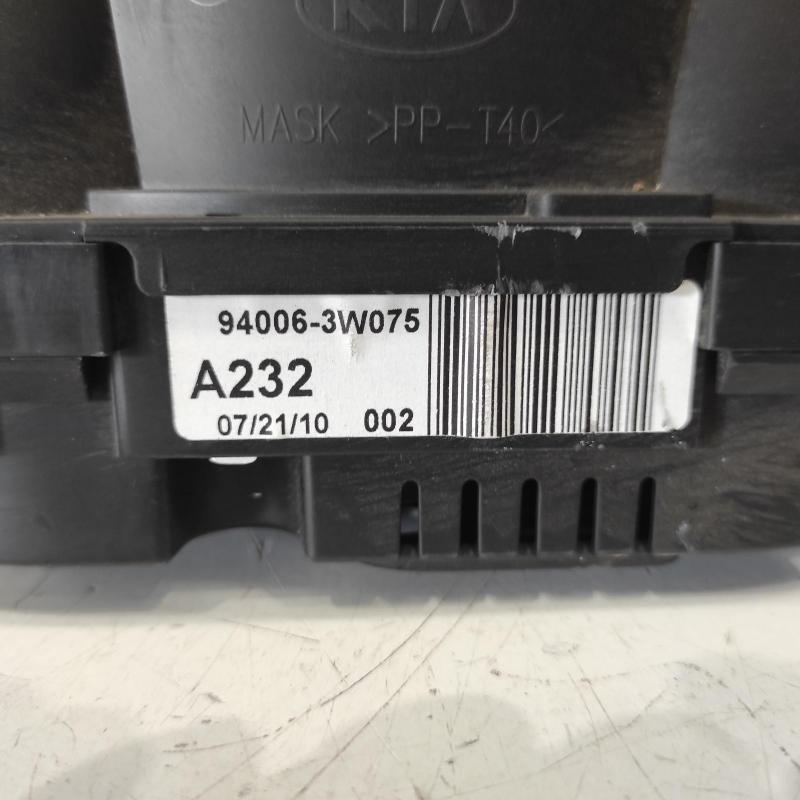 KIA
MASK >PP-T40<
94006-3W075
A232
07/21/10 002